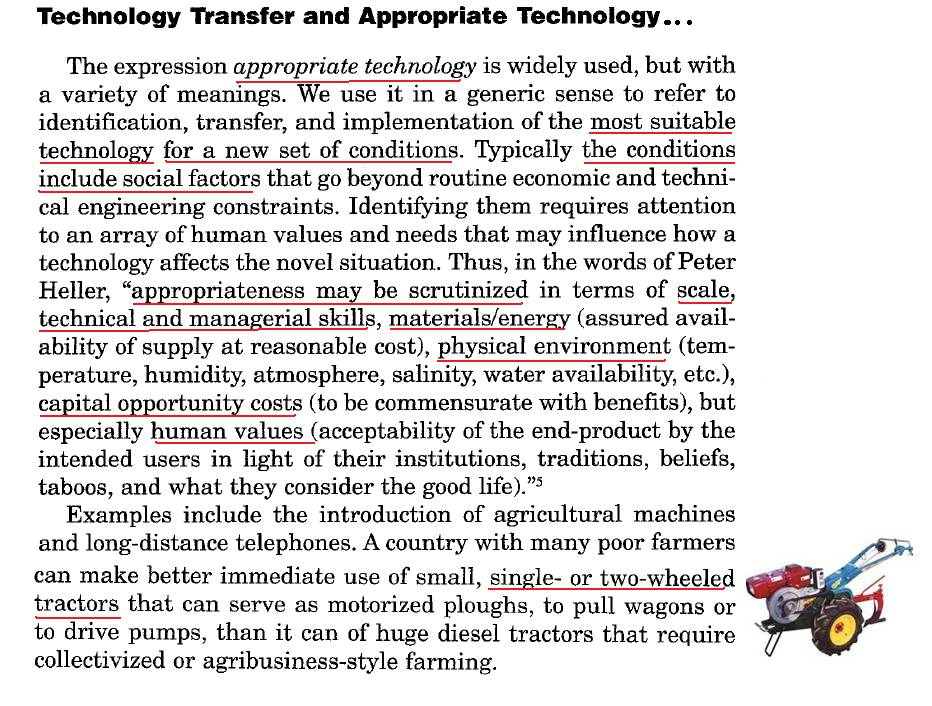 Technology Transfer and Appropriate Technology...
The expression appropriate technology is widely used, but with
a variety of meanings. We use it in a generic sense to refer to
identification, transfer, and implementation of the most suitable
technology for a new set of conditions. Typically the conditions
include social factors that go beyond routine economic and techni-
cal engineering constraints. Identifying them requires attention
to an array of human values and needs that may influence how a
technology affects the novel situation. Thus, in the words of Peter
Heller, “appropriateness may be scrutinized in terms of scale,
technical and managerial skills, materials/energy (assured avail-
ability of supply at reasonable cost), physical environment (tem-
perature, humidity, atmosphere, salinity, water availability, etc.),
capital opportunity costs (to be commensurate with benefits), but
especially human values (acceptability of the end-product by the
intended users in light of their institutions, traditions, beliefs,
taboos, and what they consider the good life).”5
Examples include the introduction of agricultural machines
and long-distance telephones. A country with many poor farmers
can make better immediate use of small, single- or two-wheeled
tractors that can serve as motorized ploughs, to pull wagons or
to drive pumps, than it can of huge diesel tractors that require
collectivized or agribusiness-style farming.